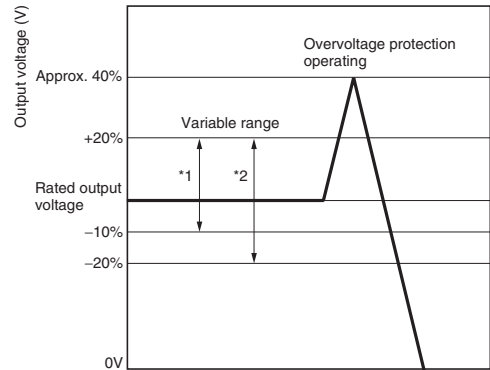 Output voltage (V)
Overvoltage protection
operating
Approx. 40%
+20%
Variable range
*1
*2
Rated output
voltage
−10%
−20%
0V